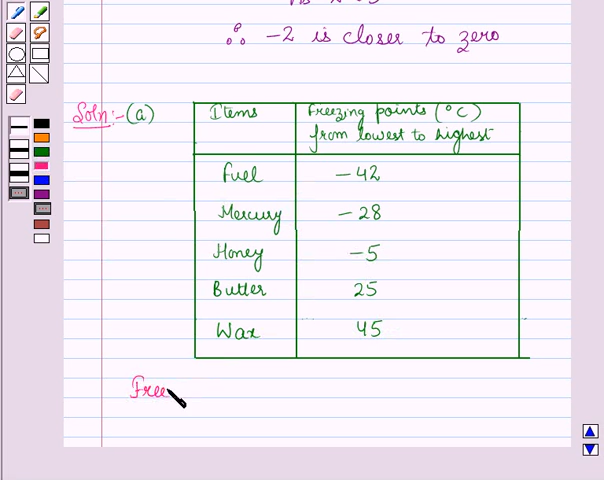 ∴ -2 is closer to zero
Soln:- (a)
Items Freezing points (°C)
from lowest to highest
Fuel -42
Mercury -28
Honey -5
Butter 25
Wax 45
Free